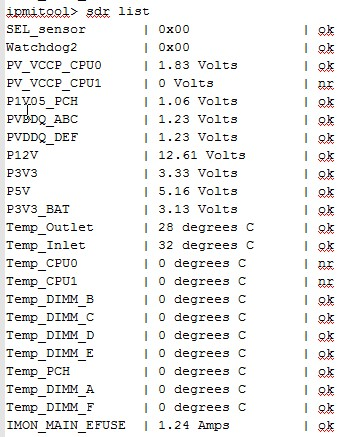 ipmitool> sdr list
SEL_sensor | 0x00 | ok
Watchdog2 | 0x00 | ok
PV_VCCP_CPU0 | 1.83 Volts | ok
PV_VCCP_CPU1 | 0 Volts | nr
P1V05_PCH | 1.06 Volts | ok
PVDDQ_ABC | 1.23 Volts | ok
PVDDQ_DEF | 1.23 Volts | ok
P12V | 12.61 Volts | ok
P3V3 | 3.33 Volts | ok
P5V | 5.16 Volts | ok
P3V3_BAT | 3.13 Volts | ok
Temp_Outlet | 28 degrees C | ok
Temp_Inlet | 32 degrees C | ok
Temp_CPU0 | 0 degrees C | nr
Temp_CPU1 | 0 degrees C | nr
Temp_DIMM_B | 0 degrees C | ok
Temp_DIMM_C | 0 degrees C | ok
Temp_DIMM_D | 0 degrees C | ok
Temp_DIMM_E | 0 degrees C | ok
Temp_PCH | 0 degrees C | ok
Temp_DIMM_A | 0 degrees C | ok
Temp_DIMM_F | 0 degrees C | ok
IMON_MAIN_EFUSE | 1.24 Amps | ok